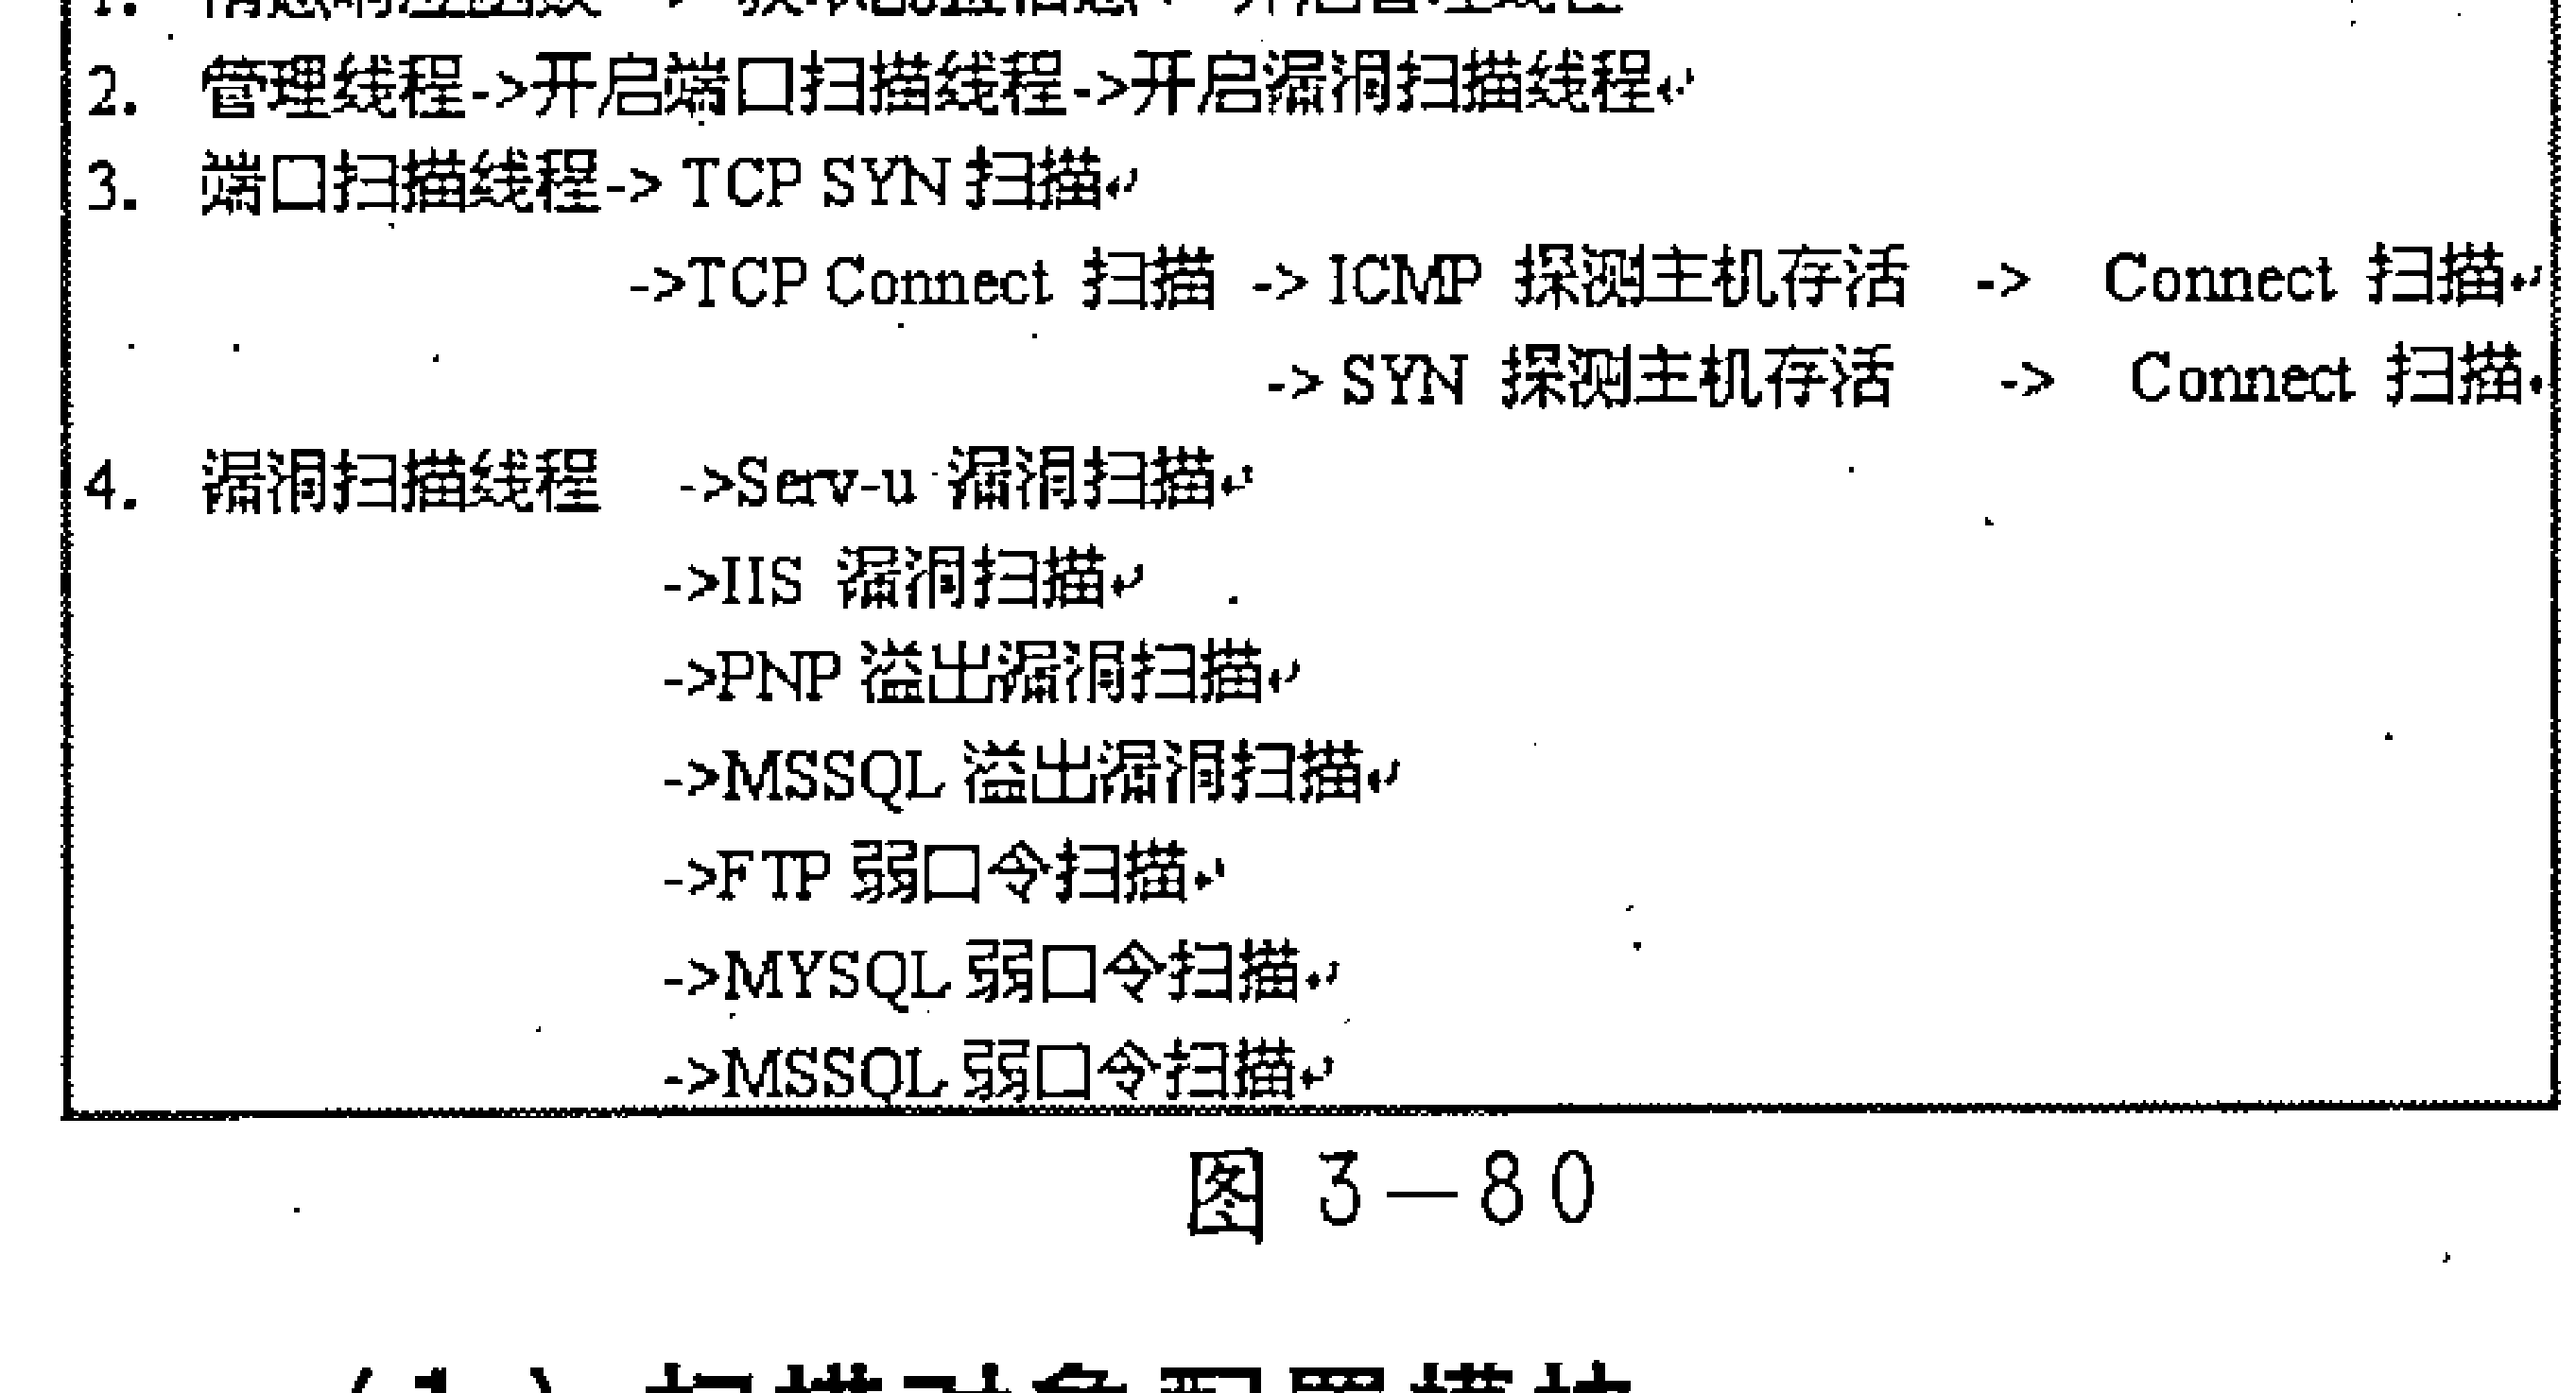 2. 管理线程->开启端口扫描线程->开启漏洞扫描线程
3. 端口扫描线程-> TCP SYN 扫描
->TCP Connect 扫描 -> ICMP 探测主机存活 -> Connect 扫描
-> SYN 探测主机存活 -> Connect 扫描
4. 漏洞扫描线程 ->Serv-u 漏洞扫描
->IIS 漏洞扫描
->PNP 溢出漏洞扫描
->MSSQL 溢出漏洞扫描
->FTP 弱口令扫描
->MYSQL 弱口令扫描
->MSSQL 弱口令扫描
图 3—80